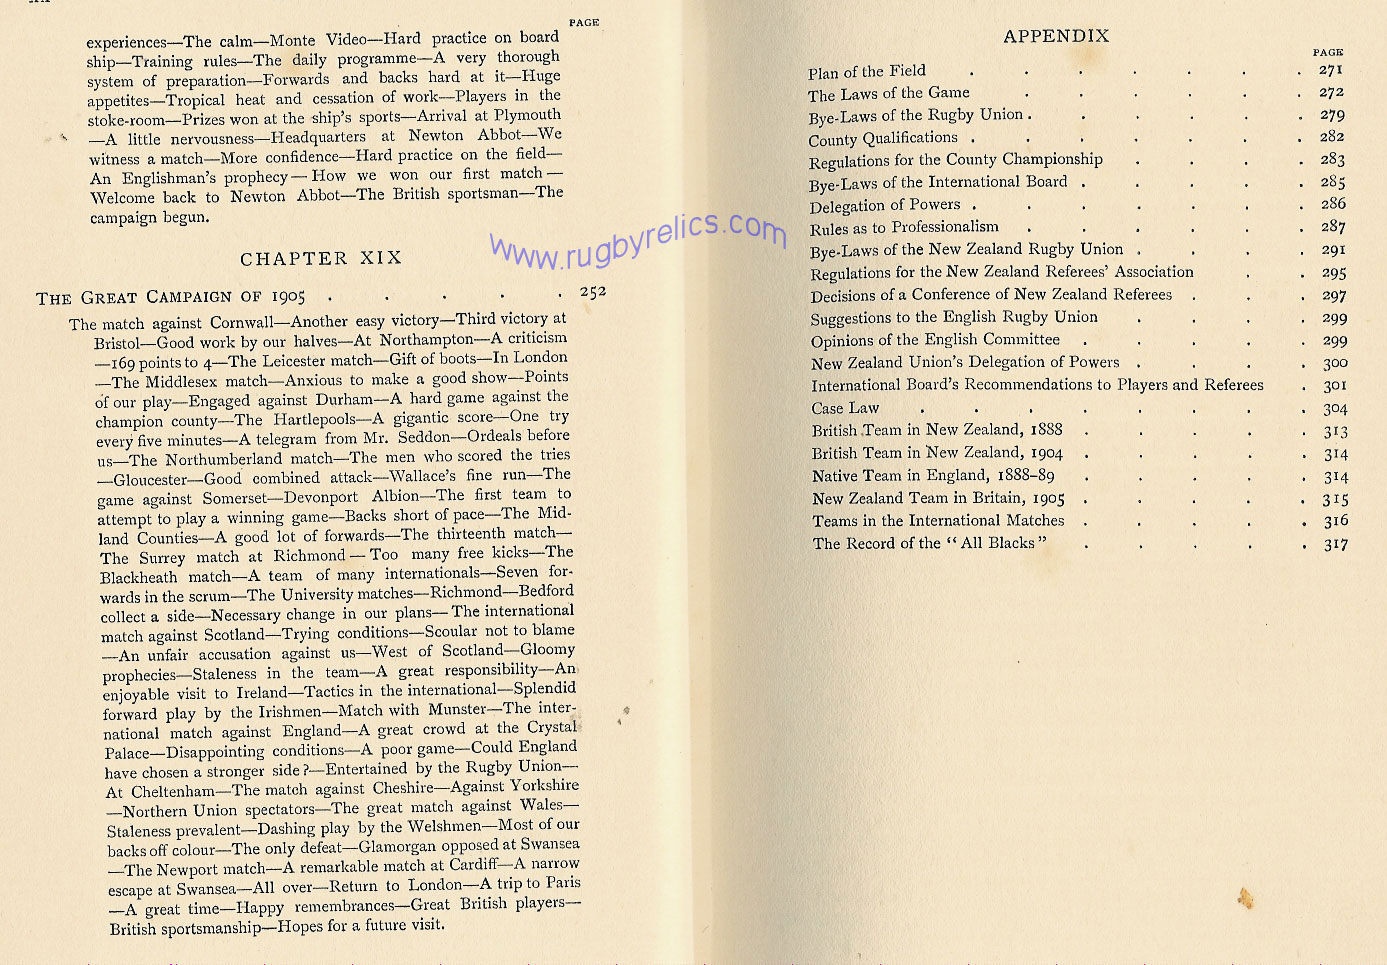 PAGE
experiences—The calm—Monte Video—Hard practice on board
ship—Training rules—The daily programme—A very thorough
system of preparation—Forwards and backs hard at it—Huge
appetites—Tropical heat and cessation of work—Players in the
stoke-room—Prizes won at the ship's sports—Arrival at Plymouth
—A little nervousness—Headquarters at Newton Abbot—We
witness a match—More confidence—Hard practice on the field—
An Englishman's prophecy—How we won our first match—
Welcome back to Newton Abbot—The British sportsman—The
campaign begun.
CHAPTER XIX
THE GREAT CAMPAIGN OF 1905 . . . . . 252
The match against Cornwall—Another easy victory—Third victory at
Bristol—Good work by our halves—At Northampton—A criticism
—169 points to 4—The Leicester match—Gift of boots—In London
—The Middlesex match—Anxious to make a good show—Points
of our play—Engaged against Durham—A hard game against the
champion county—The Hartlepools—A gigantic score—One try
every five minutes—A telegram from Mr. Seddon—Ordeals before
us—The Northumberland match—The men who scored the tries
—Gloucester—Good combined attack—Wallace's fine run—The
game against Somerset—Devonport Albion—The first team to
attempt to play a winning game—Backs short of pace—The Mid-
land Counties—A good lot of forwards—The thirteenth match—
The Surrey match at Richmond—Too many free kicks—The
Blackheath match—A team of many internationals—Seven for-
wards in the scrum—The University matches—Richmond—Bedford
collect a side—Necessary change in our plans—The international
match against Scotland—Trying conditions—Scoular not to blame
—An unfair accusation against us—West of Scotland—Gloomy
prophecies—Staleness in the team—A great responsibility—An
enjoyable visit to Ireland—Tactics in the international—Splendid
forward play by the Irishmen—Match with Munster—The inter-
national match against England—A great crowd at the Crystal
Palace—Disappointing conditions—A poor game—Could England
have chosen a stronger side?—Entertained by the Rugby Union—
At Cheltenham—The match against Cheshire—Against Yorkshire
—Northern Union spectators—The great match against Wales—
Staleness prevalent—Dashing play by the Welshmen—Most of our
backs off colour—The only defeat—Glamorgan opposed at Swansea
—The Newport match—A remarkable match at Cardiff—A narrow
escape at Swansea—All over—Return to London—A trip to Paris
—A great time—Happy remembrances—Great British players—
British sportsmanship—Hopes for a future visit.
www.rugbyrelics.com
APPENDIX
PAGE
Plan of the Field . . . . . . . 271
The Laws of the Game . . . . . . 272
Bye-Laws of the Rugby Union . . . . . . 279
County Qualifications . . . . . . . 282
Regulations for the County Championship . . . . 283
Bye-Laws of the International Board . . . . . 285
Delegation of Powers . . . . . . . 286
Rules as to Professionalism . . . . . . 287
Bye-Laws of the New Zealand Rugby Union . . . . 291
Regulations for the New Zealand Referees' Association . . 295
Decisions of a Conference of New Zealand Referees . . . 297
Suggestions to the English Rugby Union . . . . 299
Opinions of the English Committee . . . . . 299
New Zealand Union's Delegation of Powers . . . . 300
International Board's Recommendations to Players and Referees . 301
Case Law . . . . . . . . 304
British Team in New Zealand, 1888 . . . . . 313
British Team in New Zealand, 1904 . . . . . 314
Native Team in England, 1888-89 . . . . . 314
New Zealand Team in Britain, 1905 . . . . . 315
Teams in the International Matches . . . . . 316
The Record of the "All Blacks" . . . . . 317